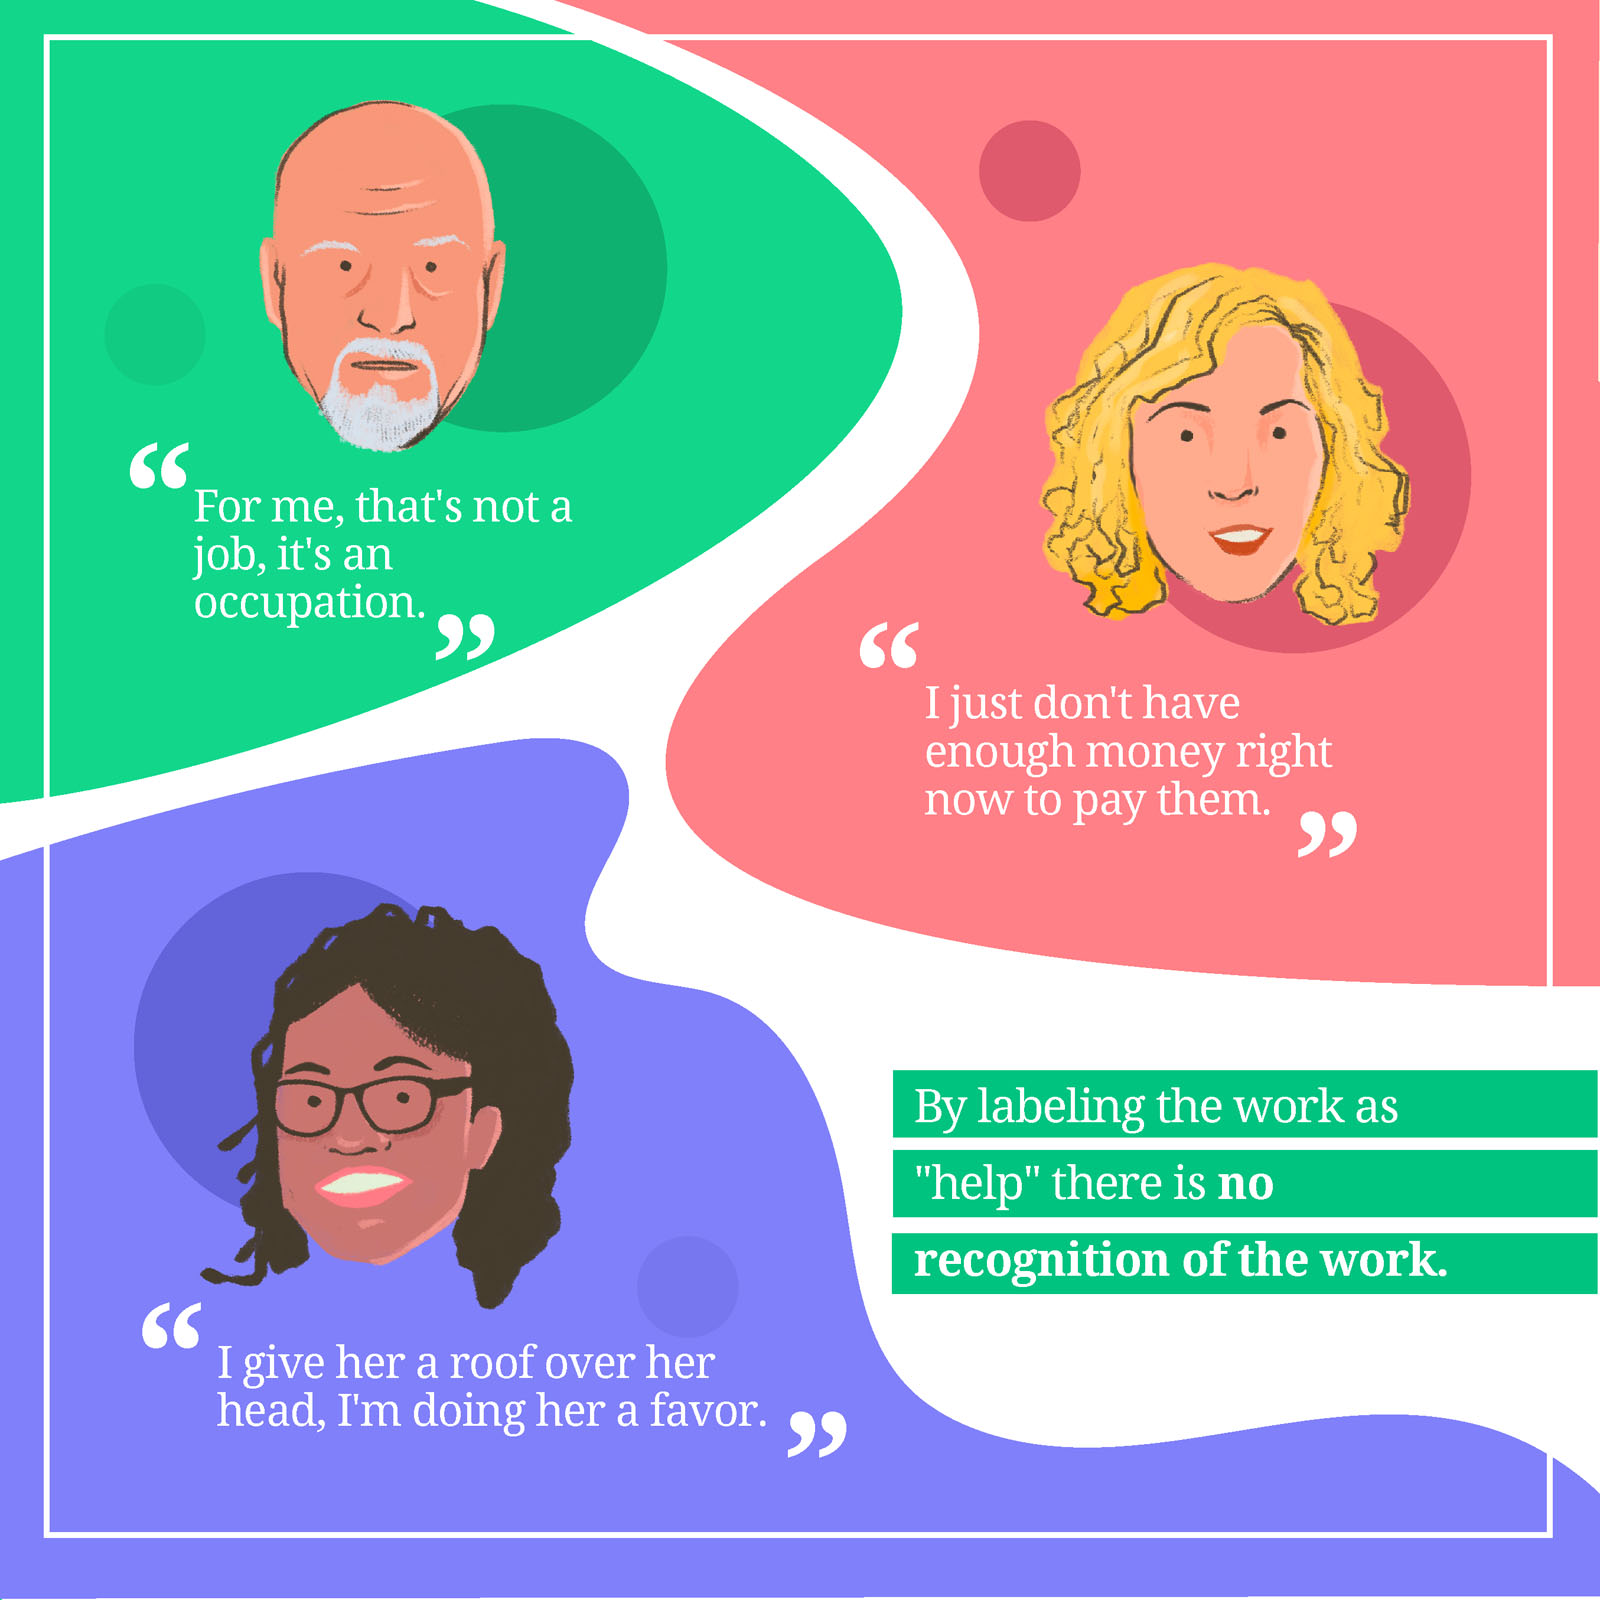 “For me, that's not a
job, it's an
occupation.”
“I just don't have
enough money right
now to pay them.”
“I give her a roof over her
head, I'm doing her a favor.”
By labeling the work as
"help" there is no
recognition of the work.